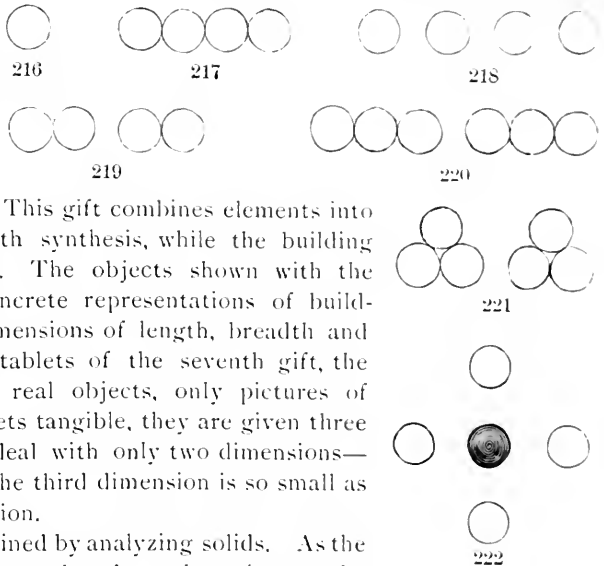 216
217
218
219
220
This gift combines elements into
th synthesis, while the building
. The objects shown with the
ncrete representations of build-
mensions of length, breadth and
tablets of the seventh gift, the
real objects, only pictures of
ets tangible, they are given three
leal with only two dimensions—
he third dimension is so small as
ion.
ined by analyzing solids. As the
221
222